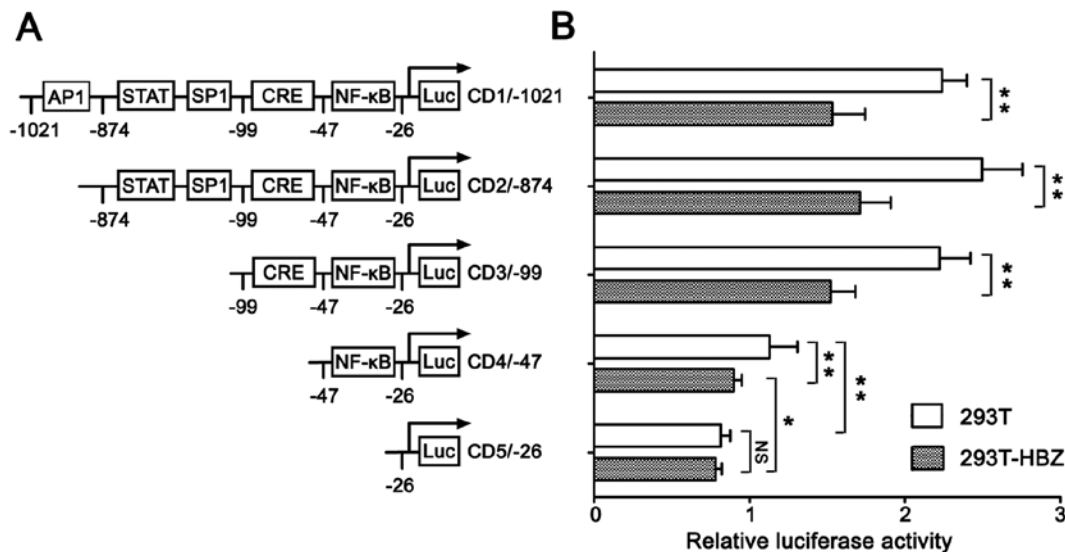 A
B
AP1 STAT SP1 CRE NF-κB Luc CD1/-1021
-1021 -874 -99 -47 -26
**
STAT SP1 CRE NF-κB Luc CD2/-874
-874 -99 -47 -26
**
CRE NF-κB Luc CD3/-99
-99 -47 -26
**
NF-κB Luc CD4/-47
-47 -26
**
**
*
Luc CD5/-26
-26
NS
293T
293T-HBZ
0 1 2 3
Relative luciferase activity